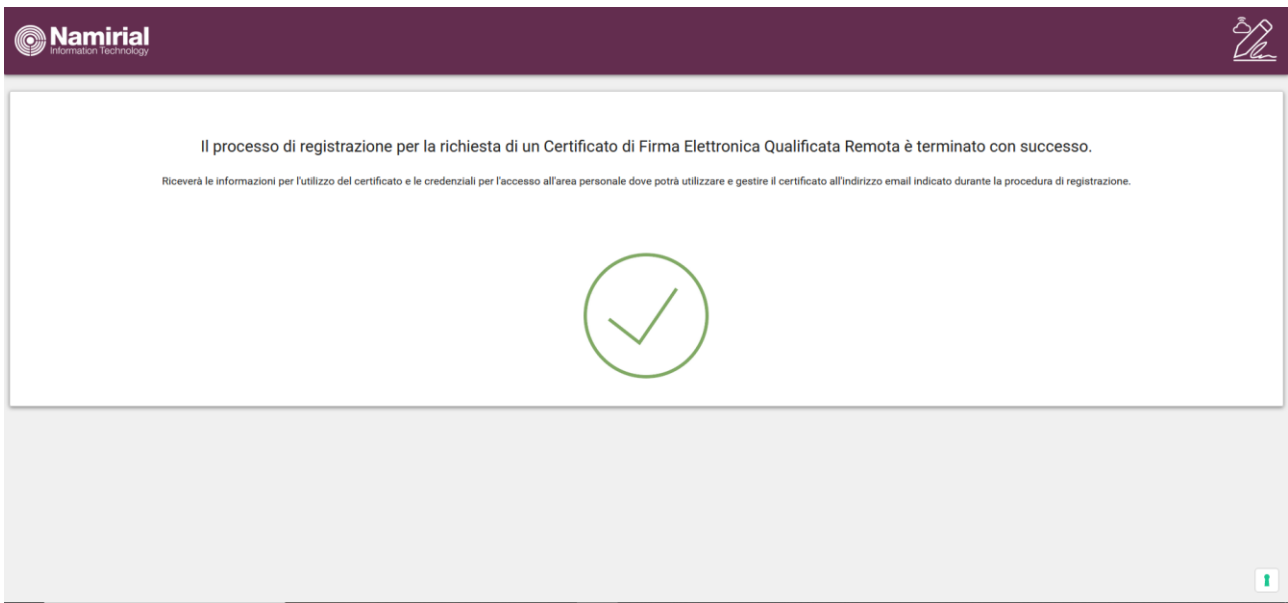 Namirial
Information Technology
Il processo di registrazione per la richiesta di un Certificato di Firma Elettronica Qualificata Remota è terminato con successo.
Riceverà le informazioni per l'utilizzo del certificato e le credenziali per l'accesso all'area personale dove potrà utilizzare e gestire il certificato all'indirizzo email indicato durante la procedura di registrazione.